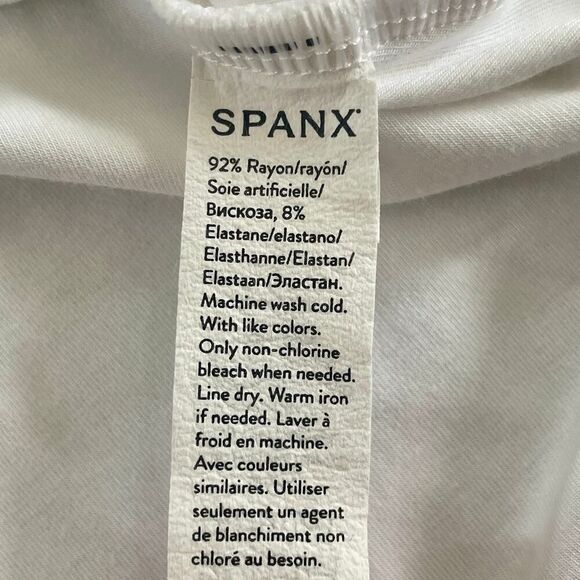 SPANX
92% Rayon/rayón/
Soie artificielle/
Вискоза, 8%
Elastane/elastano/
Elasthanne/Elastan/
Elastaan/Эластан.
Machine wash cold.
With like colors.
Only non-chlorine
bleach when needed.
Line dry. Warm iron
if needed. Laver à
froid en machine.
Avec couleurs
similaires. Utiliser
seulement un agent
de blanchiment non
chloré au besoin.